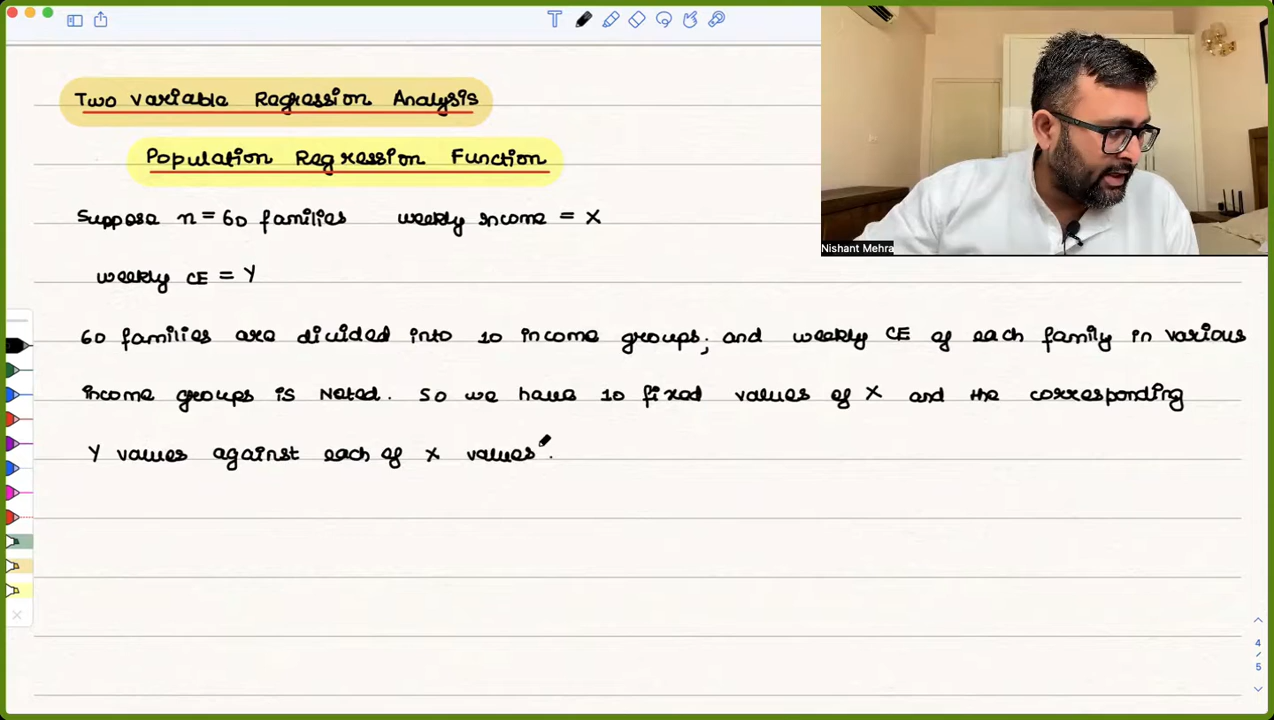 Two variable Regression Analysis
Population Regression Function
Suppose n = 60 families weekly income = X
weekly CE = Y
60 families are divided into 10 income groups; and weekly CE of each family in various
income groups is Noted. So we have 10 fixed values of X and the corresponding
Y values against each of X values.
Nishant Mehra
4
/
5